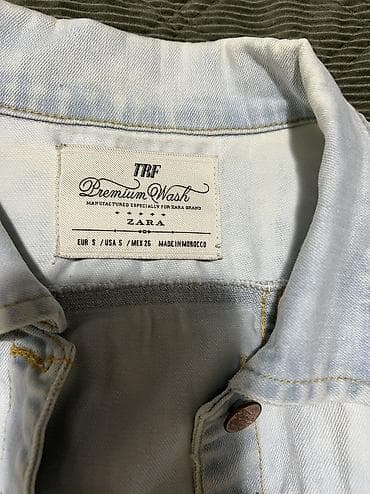 TRF
Premium Wash
MANUFACTURED ESPECIALLY FOR ZARA BRAND
ZARA
EUR S / USA S / MEX 26 MADE IN MOROCCO